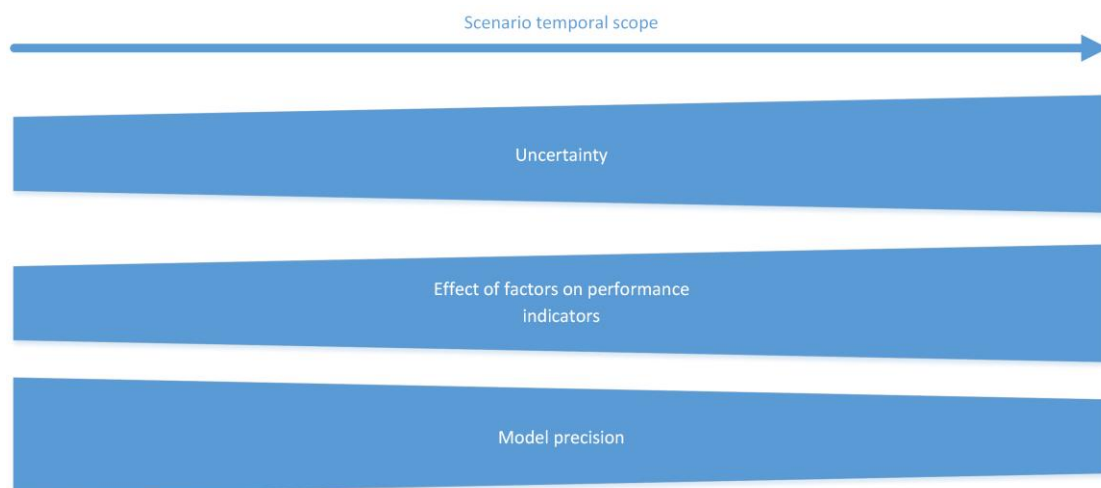 Scenario temporal scope
Uncertainty
Effect of factors on performance
indicators
Model precision